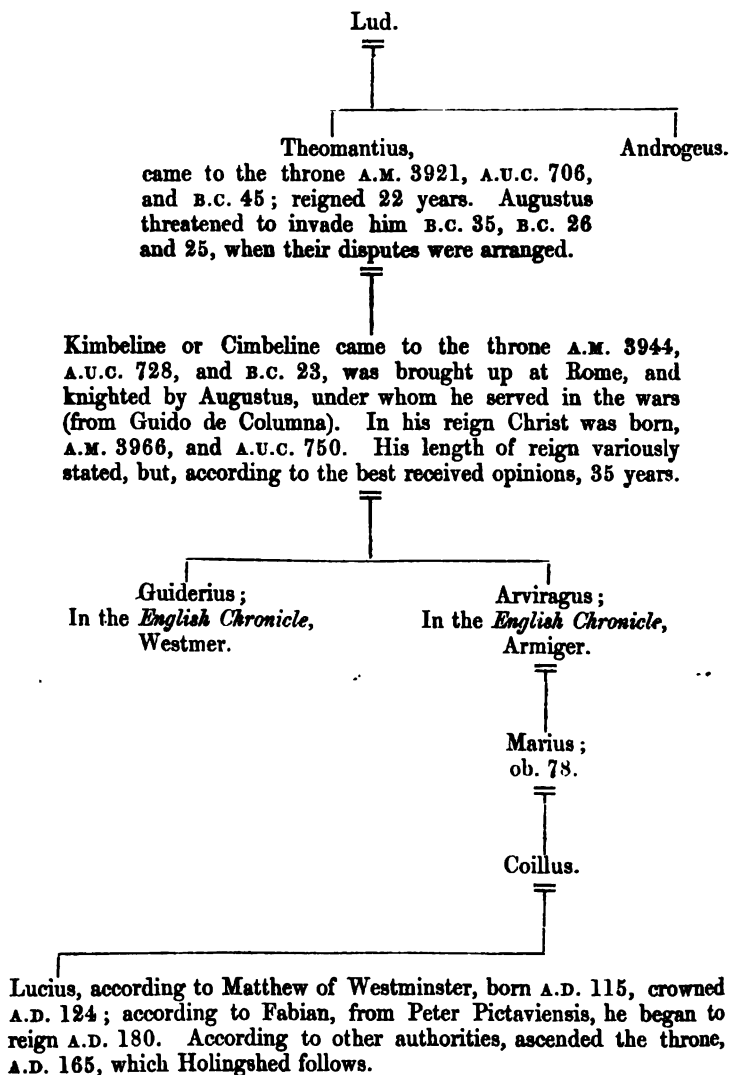 Lud.
Theomantius,
came to the throne A.M. 3921, A.U.C. 706,
and B.C. 45; reigned 22 years. Augustus
threatened to invade him B.C. 35, B.C. 26
and 25, when their disputes were arranged.
Androgeus.
Kimbeline or Cimbeline came to the throne A.M. 3944,
A.U.C. 728, and B.C. 23, was brought up at Rome, and
knighted by Augustus, under whom he served in the wars
(from Guido de Columna). In his reign Christ was born,
A.M. 3966, and A.U.C. 750. His length of reign variously
stated, but, according to the best received opinions, 35 years.
Guiderius;
In the English Chronicle,
Westmer.
Arviragus;
In the English Chronicle,
Armiger.
Marius;
ob. 78.
Coillus.
Lucius, according to Matthew of Westminster, born A.D. 115, crowned
A.D. 124; according to Fabian, from Peter Pictaviensis, he began to
reign A.D. 180. According to other authorities, ascended the throne,
A.D. 165, which Holingshed follows.